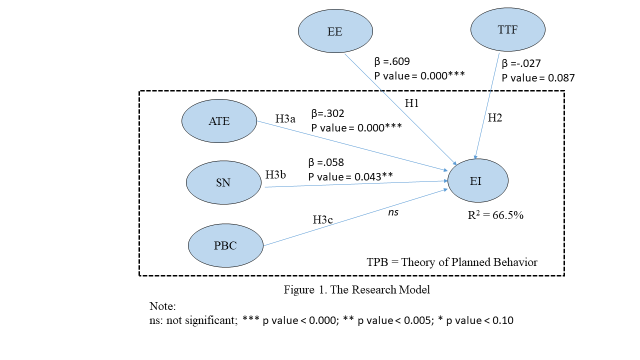 EE
TTF
β =.609
P value = 0.000***
β =-.027
P value = 0.087
H1
H2
ATE
H3a
β=.302
P value = 0.000***
SN
H3b
β =.058
P value = 0.043**
EI
ns
H3c
R² = 66.5%
PBC
TPB = Theory of Planned Behavior
Figure 1. The Research Model
Note:
ns: not significant; *** p value < 0.000; ** p value < 0.005; * p value < 0.10